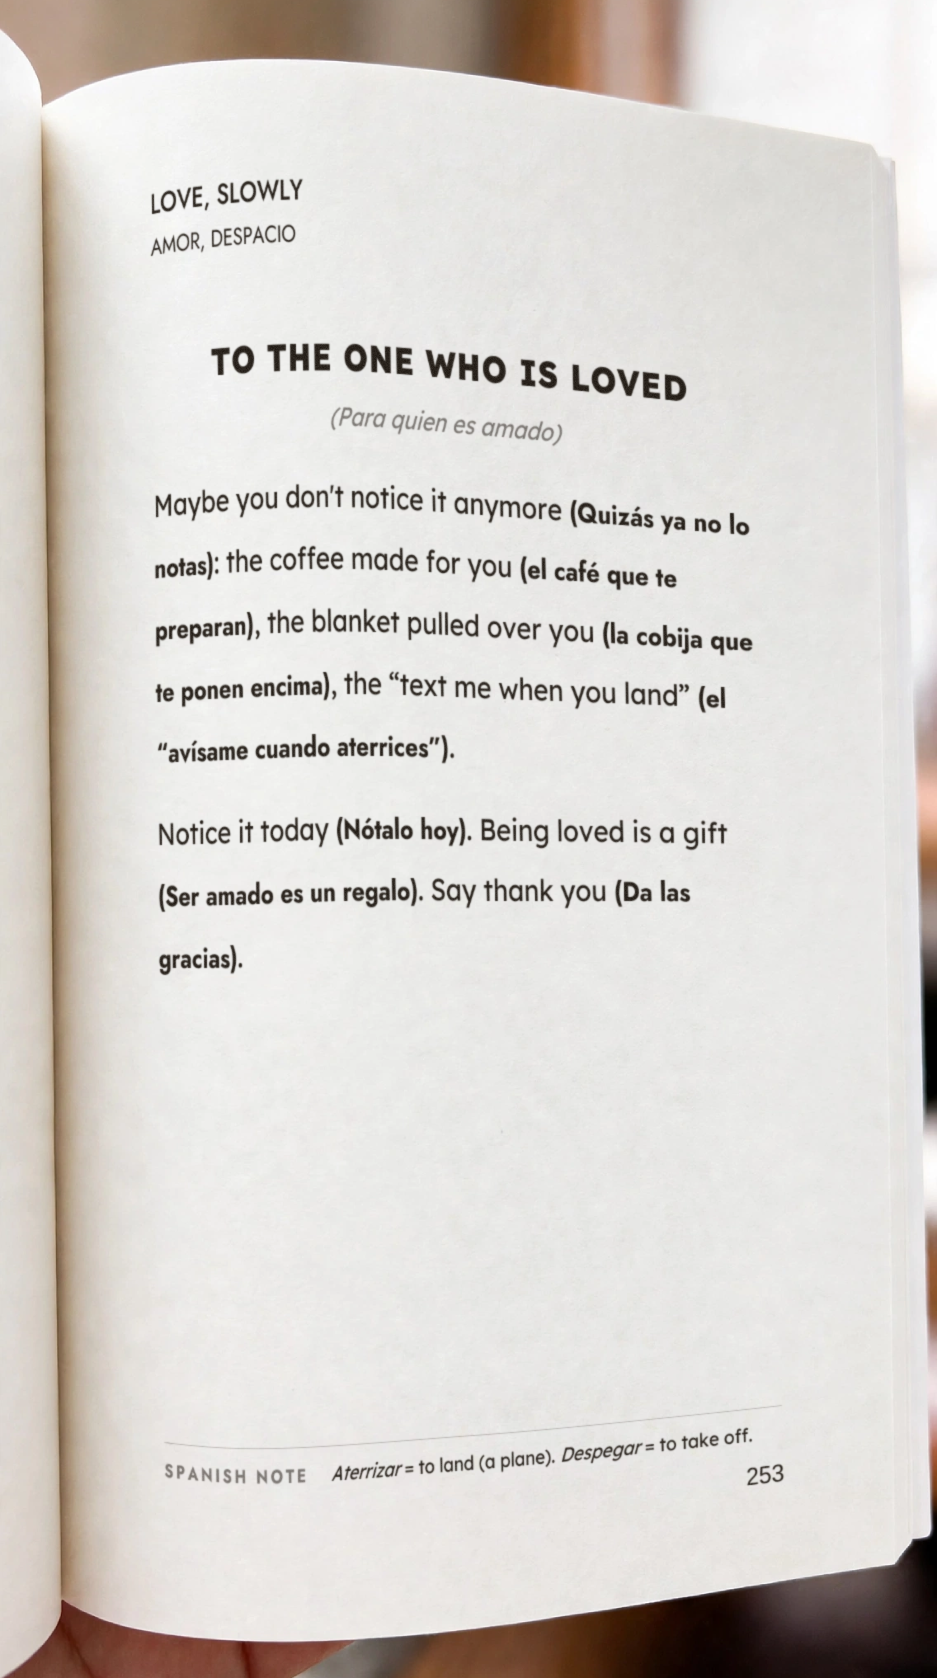 LOVE, SLOWLY
AMOR, DESPACIO
TO THE ONE WHO IS LOVED
(Para quien es amado)
Maybe you don't notice it anymore (Quizás ya no lo
notas): the coffee made for you (el café que te
preparan), the blanket pulled over you (la cobija que
te ponen encima), the “text me when you land” (el
“avísame cuando aterrices”).
Notice it today (Nótalo hoy). Being loved is a gift
(Ser amado es un regalo). Say thank you (Da las
gracias).
SPANISH NOTE Aterrizar = to land (a plane). Despegar = to take off.
253